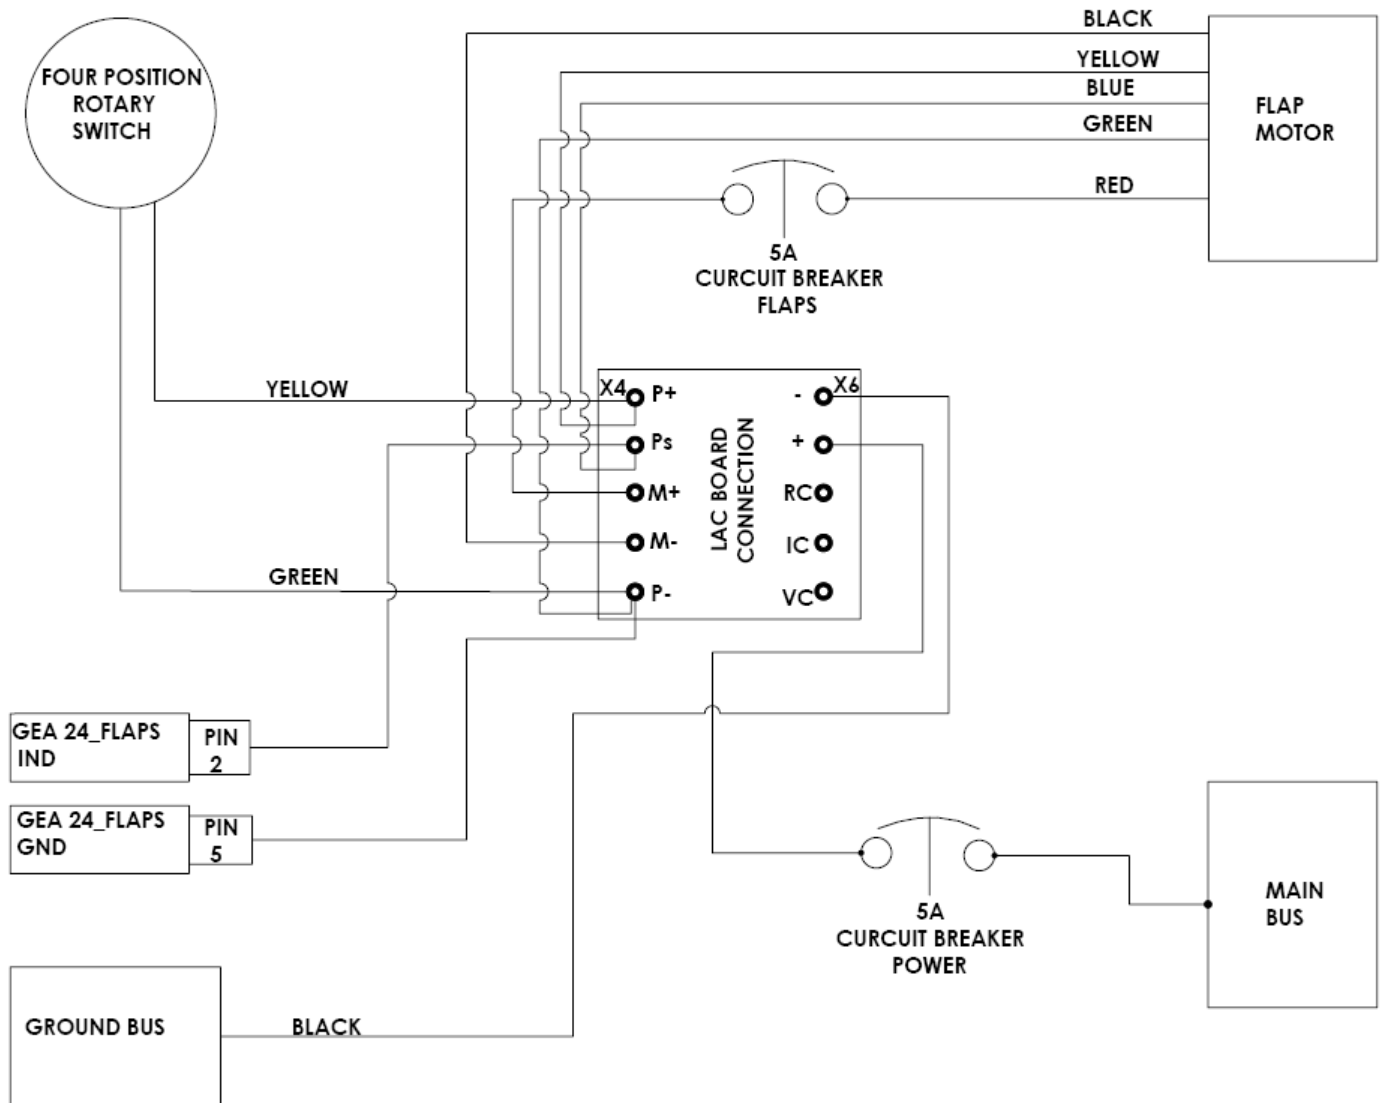 BLACK
YELLOW
BLUE
GREEN
RED
FLAP
MOTOR
FOUR POSITION
ROTARY
SWITCH
5A
CURCUIT BREAKER
FLAPS
YELLOW
X4
P+
Ps
M+
M-
P-
LAC BOARD
CONNECTION
X6
-
+
RC
IC
VC
GREEN
GEA 24_FLAPS
IND
PIN
2
GEA 24_FLAPS
GND
PIN
5
5A
CURCUIT BREAKER
POWER
MAIN
BUS
GROUND BUS
BLACK